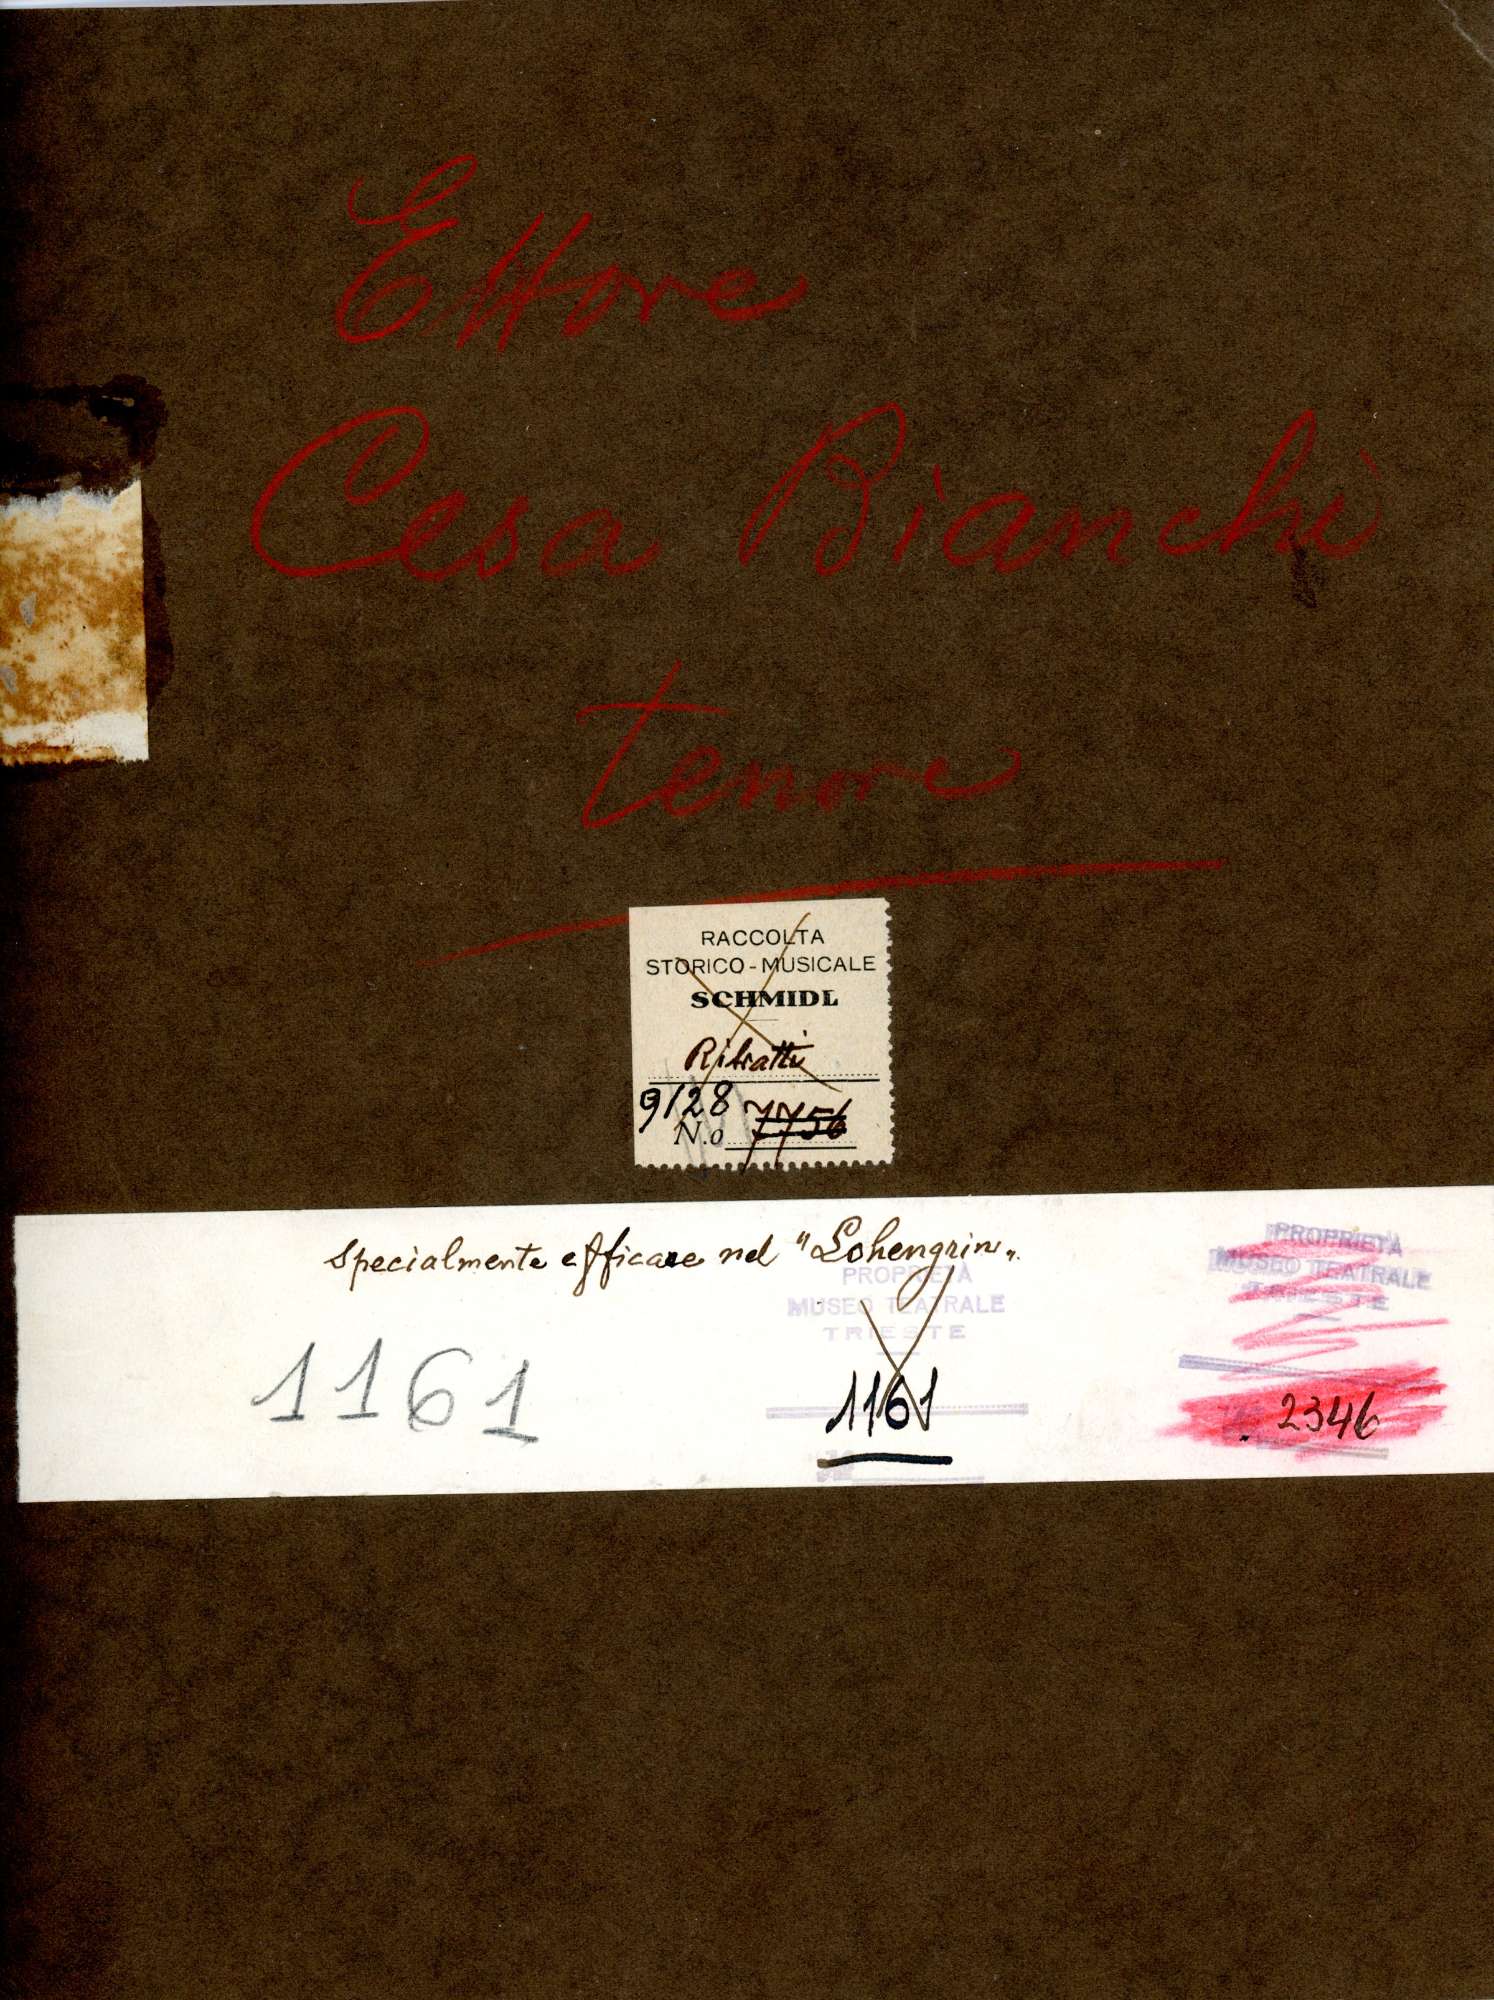 Ettore
Cesa Bianchi
tenore
RACCOLTA
STORICO-MUSICALE
SCHMIDL
Ritratti
9128
N.o 7756
Specialmente efficace nel "Lohengrin".
PROPRIETÀ
MUSEO TEATRALE
TRIESTE
1161
1161
PROPRIETÀ
MUSEO TEATRALE
TRIESTE
2346